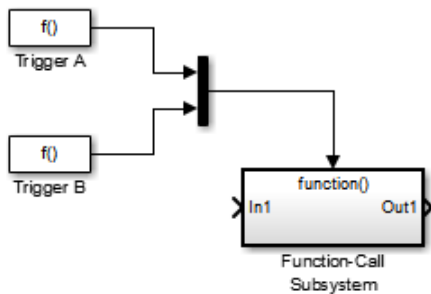 f()
Trigger A
f()
Trigger B
function()
In1 Out1
Function-Call
Subsystem